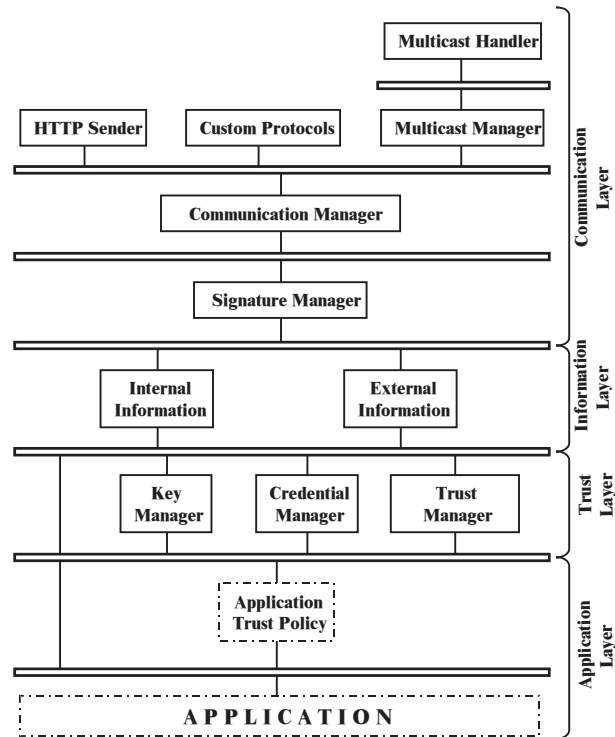 Multicast Handler
HTTP Sender
Custom Protocols
Multicast Manager
Communication Manager
Signature Manager
Communication
Layer
Internal
Information
External
Information
Information
Layer
Key
Manager
Credential
Manager
Trust
Manager
Trust
Layer
Application
Trust Policy
Application
Layer
APPLICATION